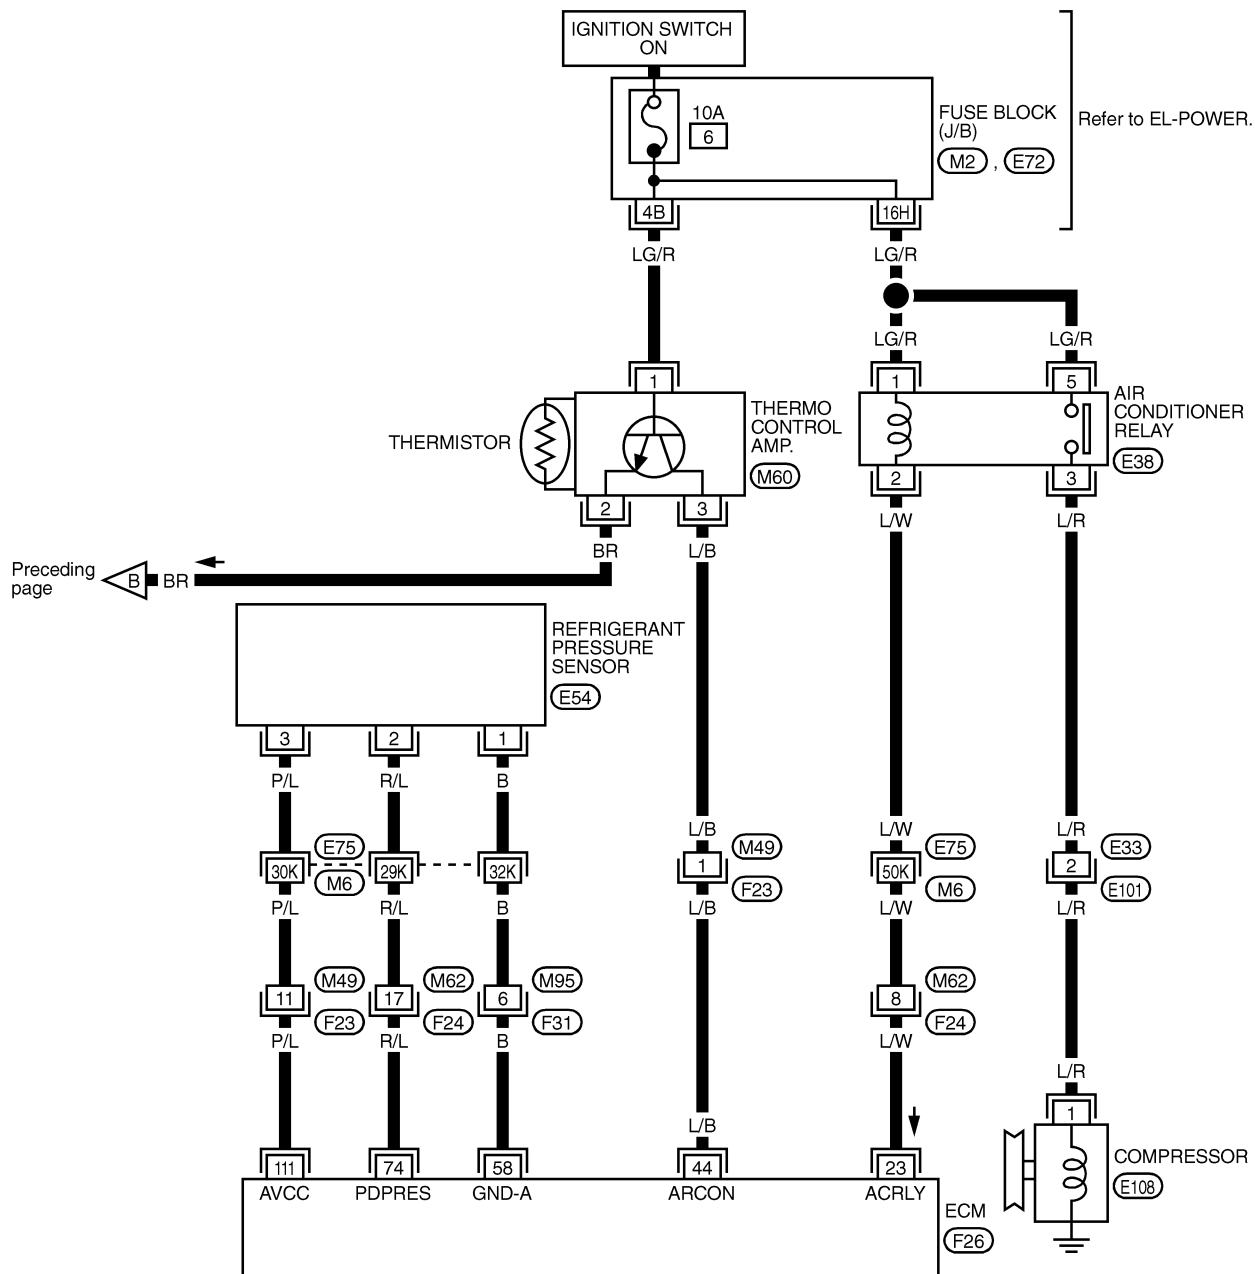 IGNITION SWITCH
ON
10A
6
FUSE BLOCK
(J/B)
M2 , E72
Refer to EL-POWER.
4B
16H
LG/R
LG/R
LG/R
LG/R
1
1
5
THERMISTOR
THERMO
CONTROL
AMP.
M60
AIR
CONDITIONER
RELAY
E38
2
3
2
3
BR
L/B
L/W
L/R
Preceding
page
B
BR
REFRIGERANT
PRESSURE
SENSOR
E54
3
2
1
P/L
R/L
B
L/B
L/W
L/R
E75
M49
E75
E33
30K
29K
32K
1
50K
2
M6
F23
M6
E101
P/L
R/L
B
L/B
L/W
L/R
M49
M62
M95
M62
11
17
6
8
F23
F24
F31
F24
P/L
R/L
B
L/W
L/R
L/B
1
111
74
58
44
23
AVCC
PDPRES
GND-A
ARCON
ACRLY
COMPRESSOR
E108
ECM
F26